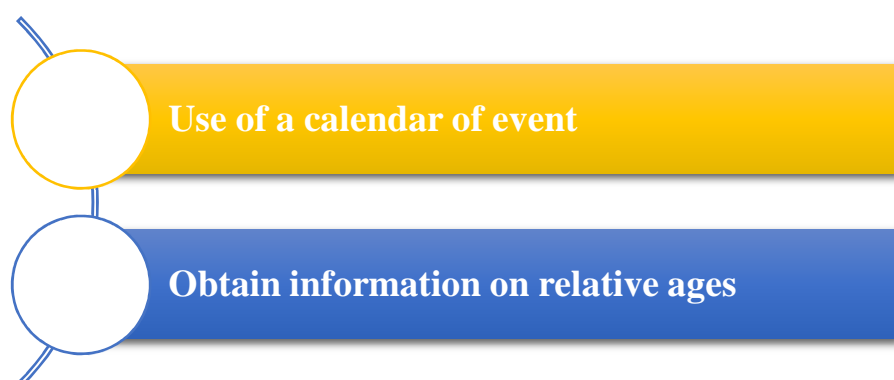 Use of a calendar of event
Obtain information on relative ages